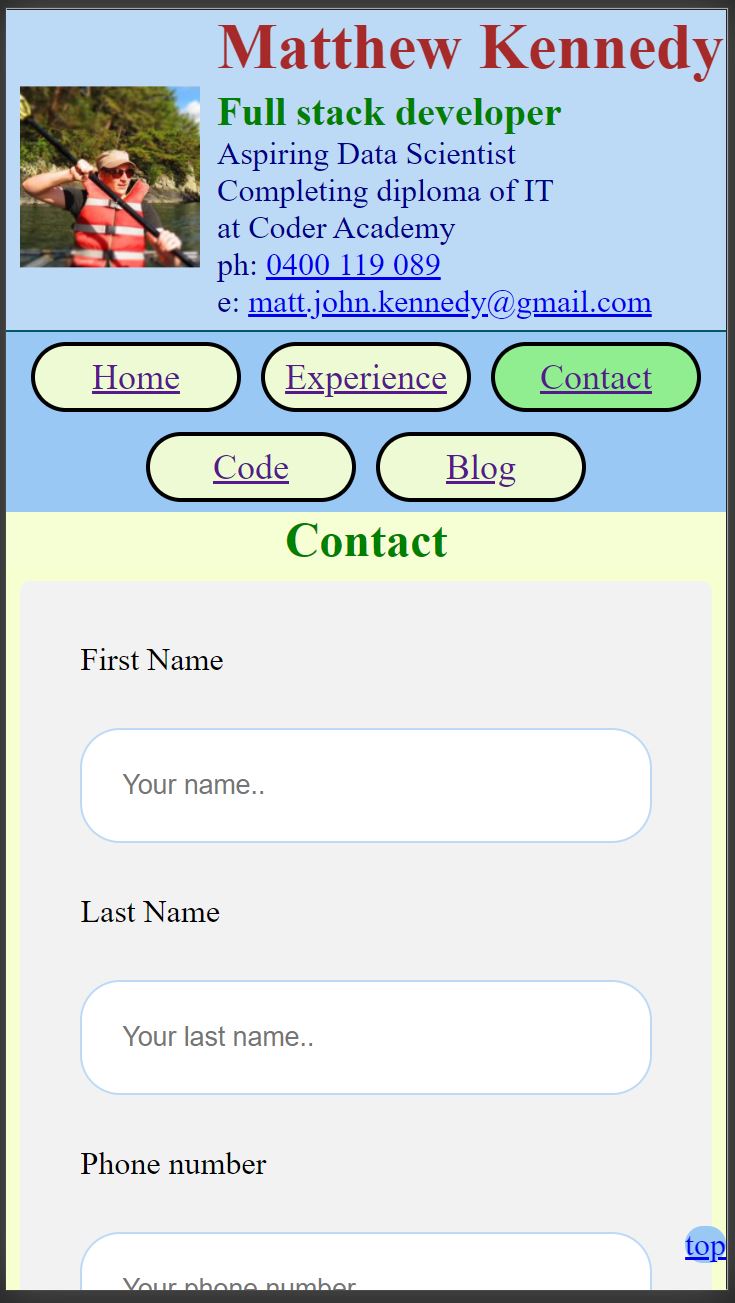 Matthew Kennedy
Full stack developer
Aspiring Data Scientist
Completing diploma of IT
at Coder Academy
ph: 0400 119 089
e: matt.john.kennedy@gmail.com
Home Experience Contact
Code Blog
Contact
First Name
Your name..
Last Name
Your last name..
Phone number
top
Your phone number